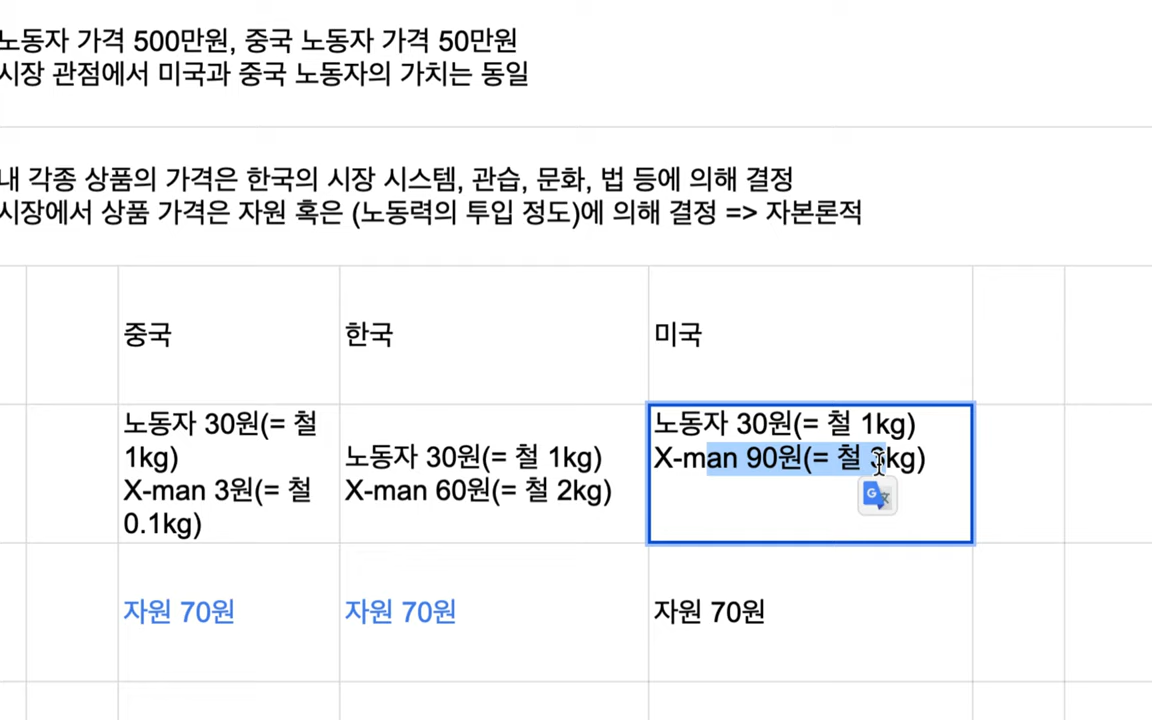 노동자 가격 500만원, 중국 노동자 가격 50만원
시장 관점에서 미국과 중국 노동자의 가치는 동일
내 각종 상품의 가격은 한국의 시장 시스템, 관습, 문화, 법 등에 의해 결정
시장에서 상품 가격은 자원 혹은 (노동력의 투입 정도)에 의해 결정 => 자본론적
중국
한국
미국
노동자 30원(= 철
1kg)
X-man 3원(= 철
0.1kg)
노동자 30원(= 철 1kg)
X-man 60원(= 철 2kg)
노동자 30원(= 철 1kg)
X-man 90원(= 철 3kg)
자원 70원
자원 70원
자원 70원